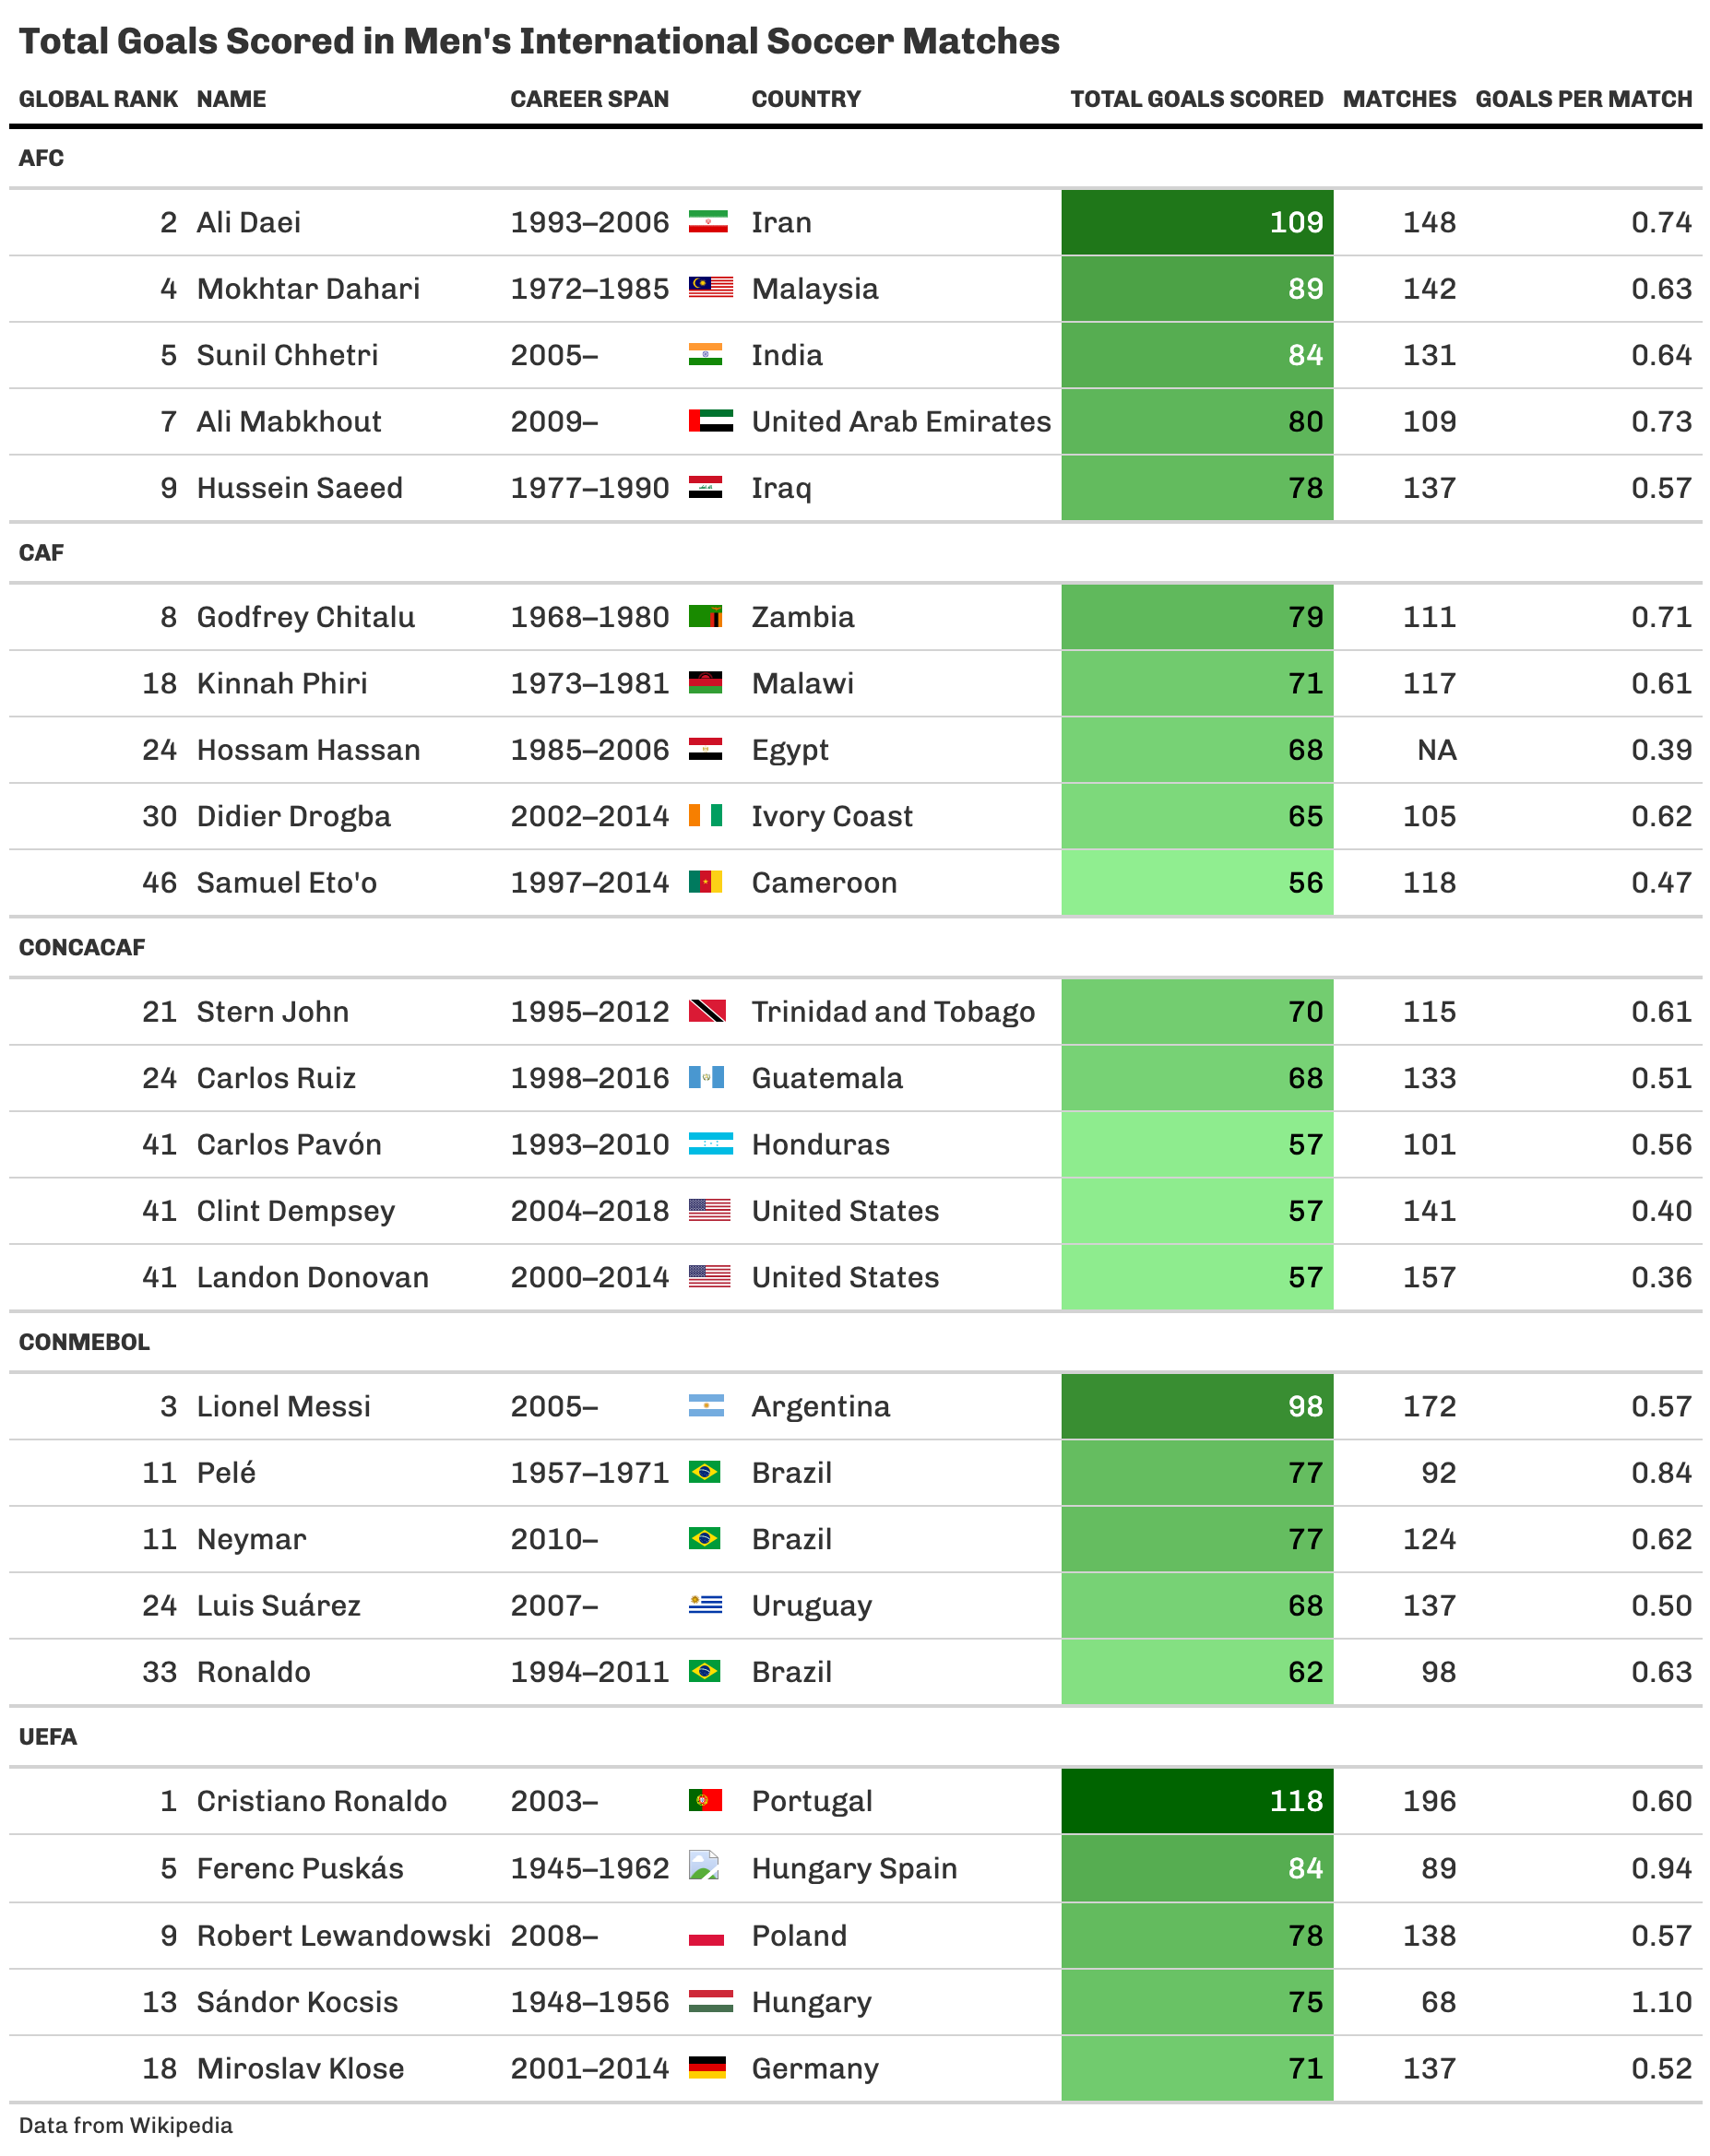 Total Goals Scored in Men's International Soccer Matches
GLOBAL RANK NAME CAREER SPAN COUNTRY TOTAL GOALS SCORED MATCHES GOALS PER MATCH
AFC
2 Ali Daei 1993–2006 Iran 109 148 0.74
4 Mokhtar Dahari 1972–1985 Malaysia 89 142 0.63
5 Sunil Chhetri 2005– India 84 131 0.64
7 Ali Mabkhout 2009– United Arab Emirates 80 109 0.73
9 Hussein Saeed 1977–1990 Iraq 78 137 0.57
CAF
8 Godfrey Chitalu 1968–1980 Zambia 79 111 0.71
18 Kinnah Phiri 1973–1981 Malawi 71 117 0.61
24 Hossam Hassan 1985–2006 Egypt 68 NA 0.39
30 Didier Drogba 2002–2014 Ivory Coast 65 105 0.62
46 Samuel Eto'o 1997–2014 Cameroon 56 118 0.47
CONCACAF
21 Stern John 1995–2012 Trinidad and Tobago 70 115 0.61
24 Carlos Ruiz 1998–2016 Guatemala 68 133 0.51
41 Carlos Pavón 1993–2010 Honduras 57 101 0.56
41 Clint Dempsey 2004–2018 United States 57 141 0.40
41 Landon Donovan 2000–2014 United States 57 157 0.36
CONMEBOL
3 Lionel Messi 2005– Argentina 98 172 0.57
11 Pelé 1957–1971 Brazil 77 92 0.84
11 Neymar 2010– Brazil 77 124 0.62
24 Luis Suárez 2007– Uruguay 68 137 0.50
33 Ronaldo 1994–2011 Brazil 62 98 0.63
UEFA
1 Cristiano Ronaldo 2003– Portugal 118 196 0.60
5 Ferenc Puskás 1945–1962 Hungary Spain 84 89 0.94
9 Robert Lewandowski 2008– Poland 78 138 0.57
13 Sándor Kocsis 1948–1956 Hungary 75 68 1.10
18 Miroslav Klose 2001–2014 Germany 71 137 0.52
Data from Wikipedia